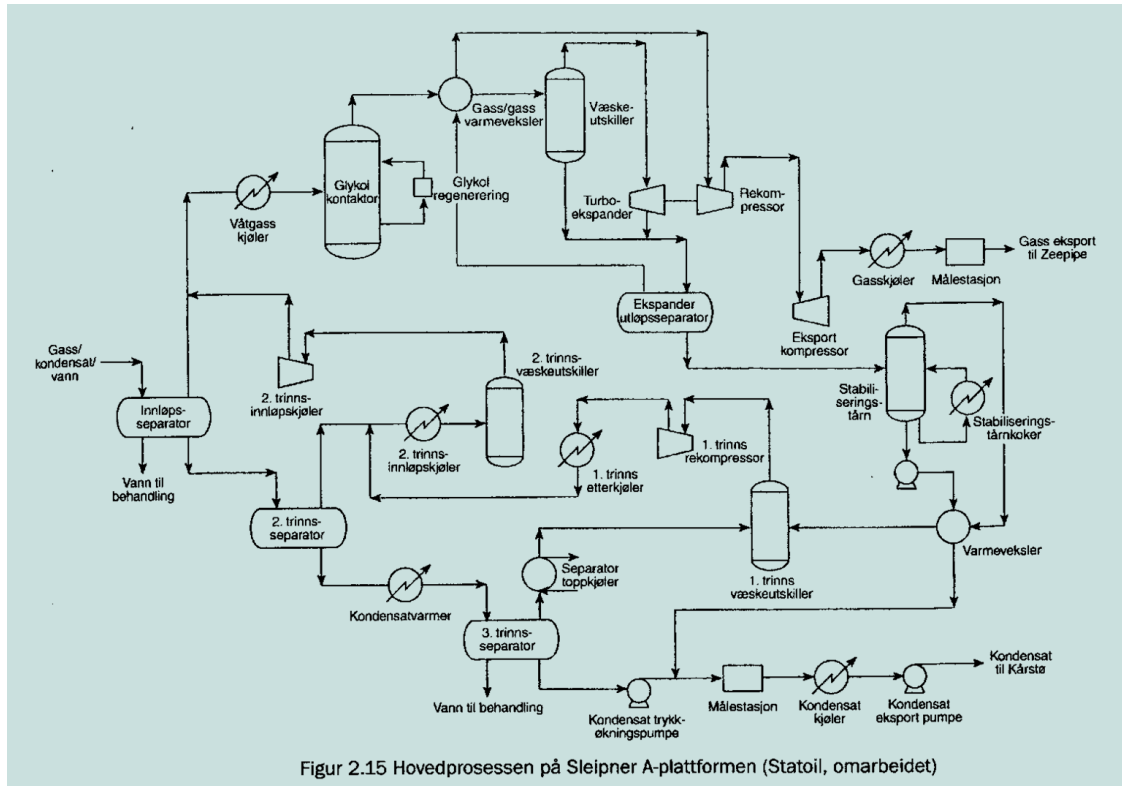 Gass/gass
varmeveksler
Væske-
utskiller
Glykol
kontaktor
Glykol
regenerering
Våtgass
kjøler
Turbo-
ekspander
Rekom-
pressor
Gass eksport
til Zeepipe
Gasskjøler
Målestasjon
Ekspander
utløpsseparator
Eksport
kompressor
Gass/
kondensat/
vann
2. trinns-
innløpskjøler
2. trinns-
væskeutskiller
Stabili-
serings-
tårn
Stabiliserings-
tårnkoker
Innløps-
separator
2. trinns-
innløpskjøler
1. trinns
etterkjøler
1. trinns
rekompressor
Vann til
behandling
2. trinns-
separator
Varmeveksler
Separator
toppkjøler
1. trinns
væskeutskiller
Kondensatvarmer
3. trinns-
separator
Vann til behandling
Kondensat trykk-
økningspumpe
Målestasjon
Kondensat
kjøler
Kondensat
eksport pumpe
Kondensat
til Kårstø
Figur 2.15 Hovedprosessen på Sleipner A-plattformen (Statoil, omarbeidet)